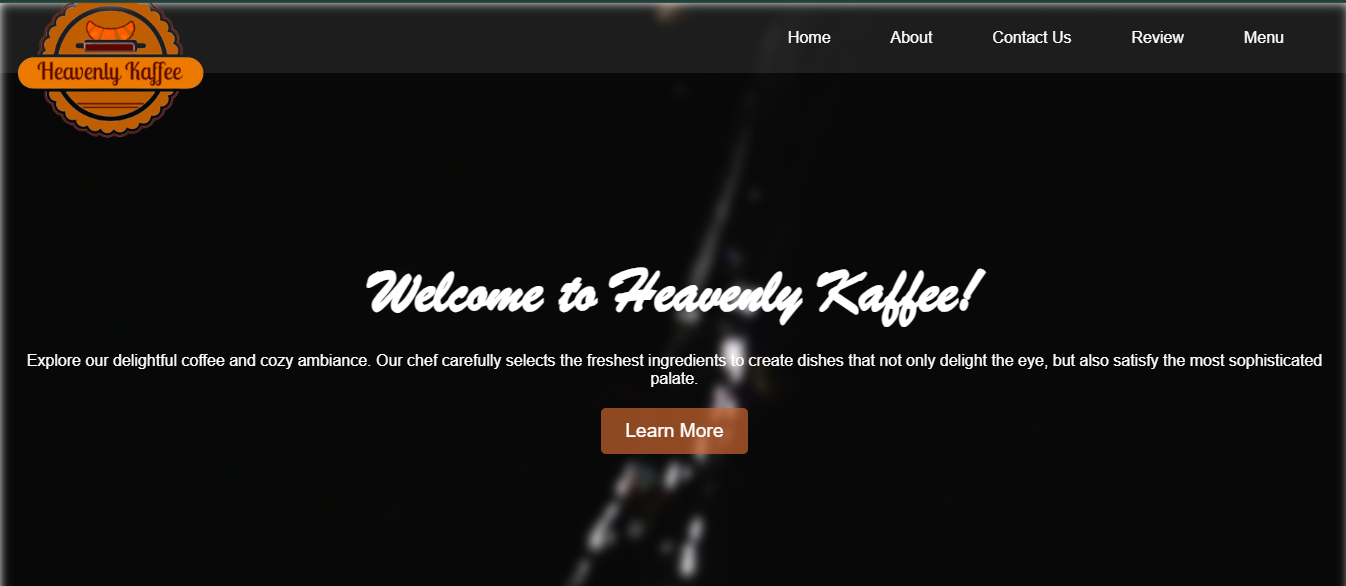 Heavenly Kaffee
Home About Contact Us Review Menu
Welcome to Heavenly Kaffee!
Explore our delightful coffee and cozy ambiance. Our chef carefully selects the freshest ingredients to create dishes that not only delight the eye, but also satisfy the most sophisticated
palate.
Learn More